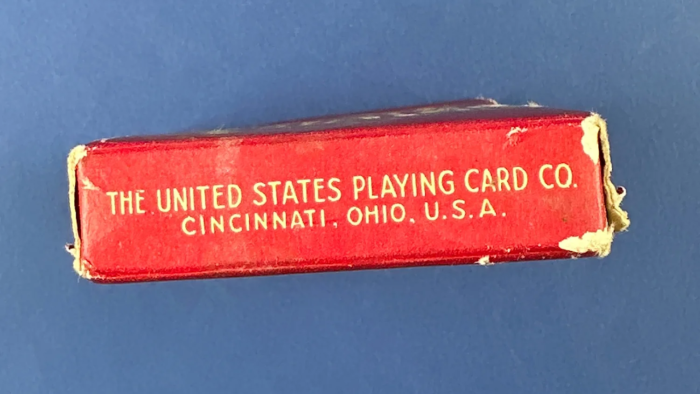 THE UNITED STATES PLAYING CARD CO.
CINCINNATI, OHIO, U.S.A.